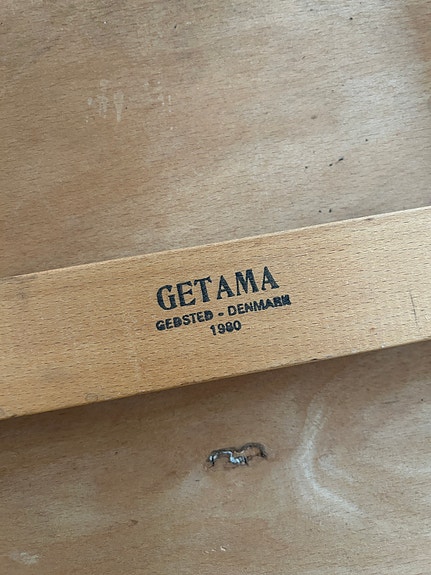 GETAMA
GEDSTED - DENMARK
1980